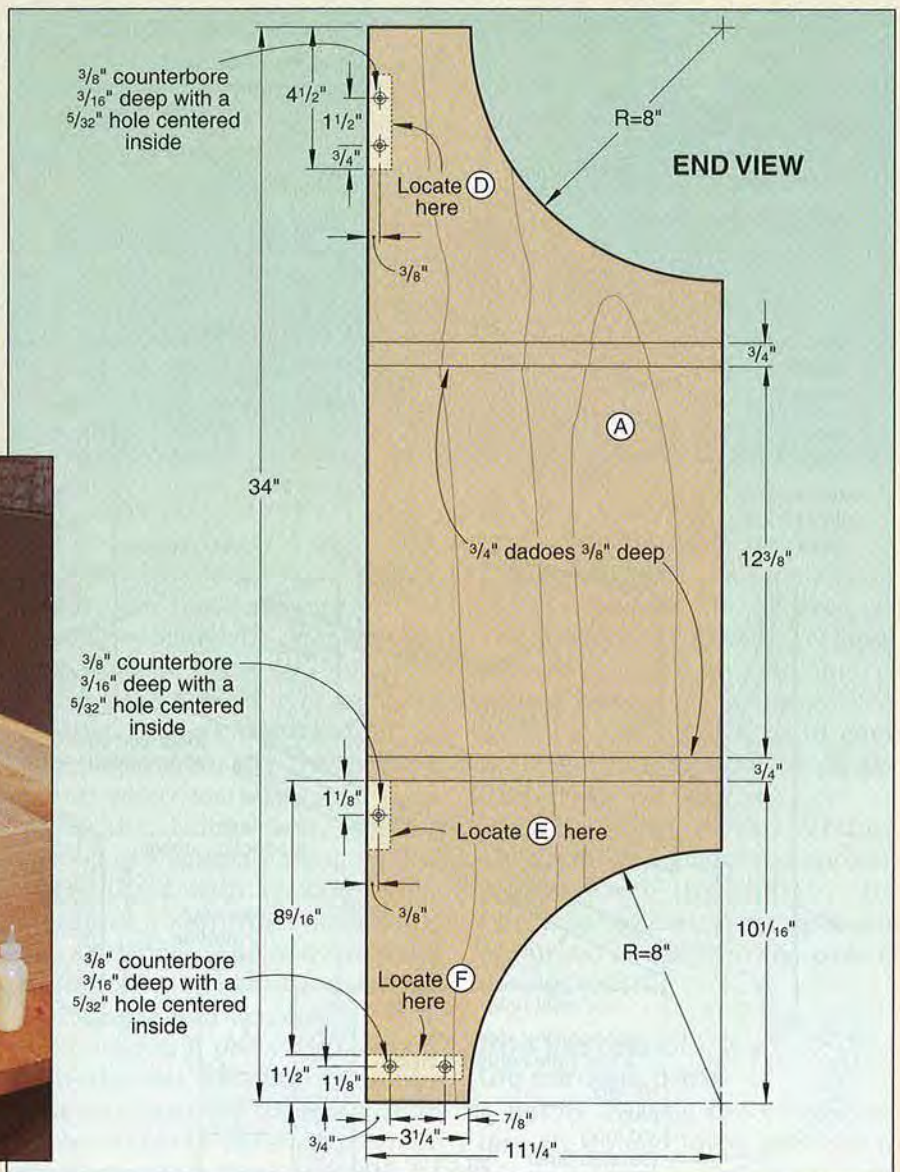 3/8" counterbore
3/16" deep with a
5/32" hole centered
inside
4 1/2"
1 1/2"
3/4"
R=8"
END VIEW
Locate D
here
3/8"
3/4"
A
34"
3/4" dadoes 3/8" deep
12 3/8"
3/8" counterbore
3/16" deep with a
5/32" hole centered
inside
3/4"
1 1/8"
Locate E here
3/8"
8 9/16"
10 1/16"
R=8"
3/8" counterbore
3/16" deep with a
5/32" hole centered
inside
Locate F
here
1 1/2"
1 1/8"
7/8"
3/4"
3 1/4"
11 1/4"